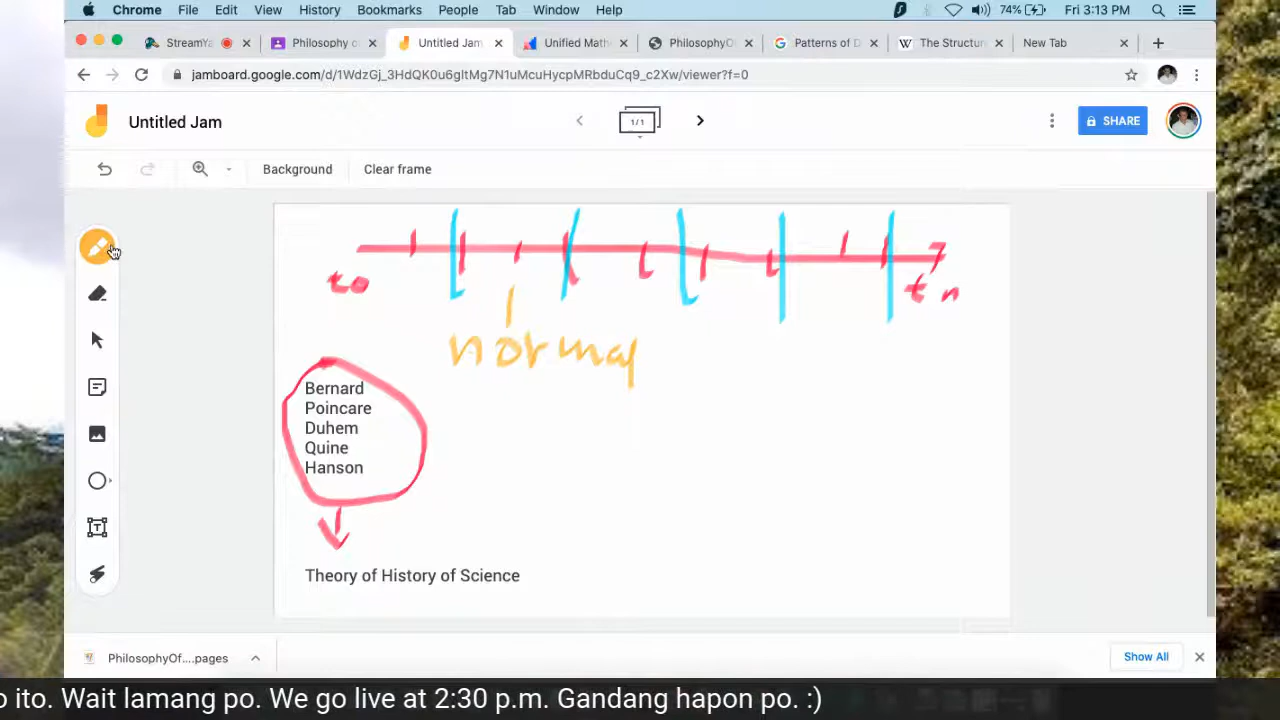 Chrome File Edit View History Bookmarks People Tab Window Help 74% Fri 3:13 PM
StreamYa Philosophy o Untitled Jam Unified Math PhilosophyO Patterns of D The Structur New Tab
jamboard.google.com/d/1WdzGj_3HdQK0u6gltMg7N1uMcuHycpMRbduCq9_c2Xw/viewer?f=0
Untitled Jam 1/1 SHARE
Background Clear frame
to tn
normal
Bernard
Poincare
Duhem
Quine
Hanson
Theory of History of Science
PhilosophyOf....pages Show All
o ito. Wait lamang po. We go live at 2:30 p.m. Gandang hapon po. :)